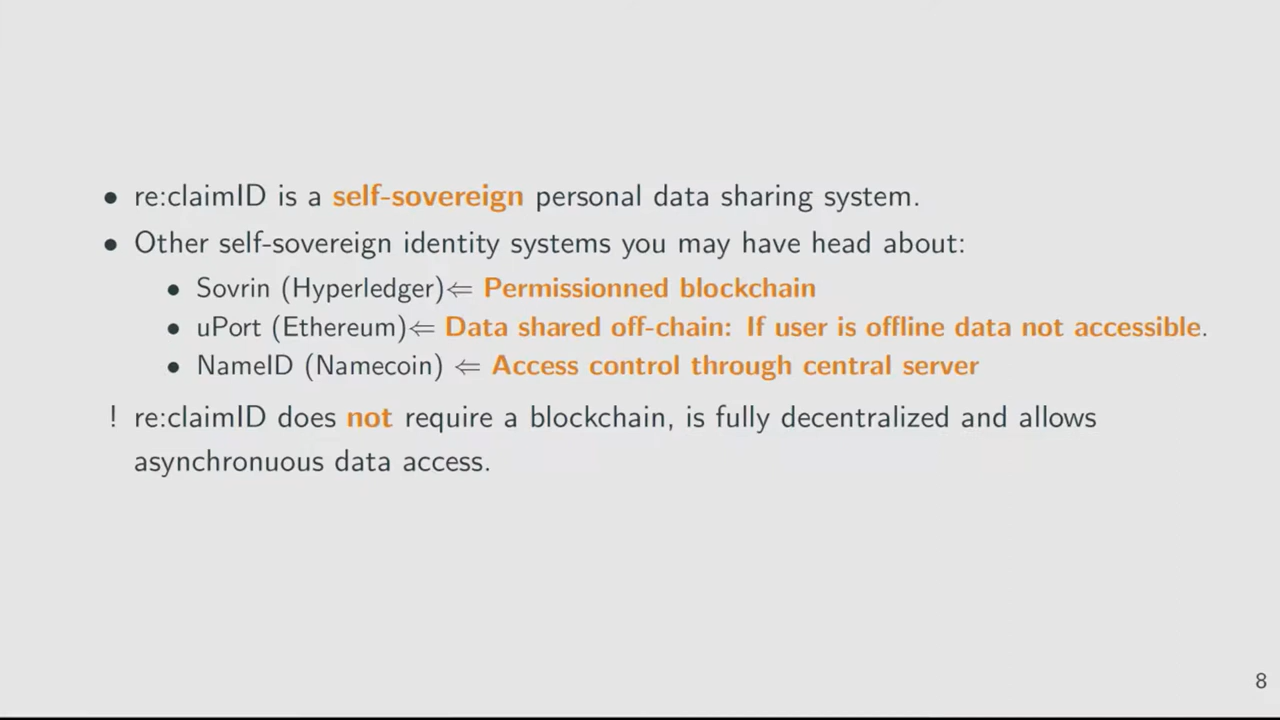 • re:claimID is a self-sovereign personal data sharing system.
• Other self-sovereign identity systems you may have head about:
• Sovrin (Hyperledger)⇐ Permissionned blockchain
• uPort (Ethereum)⇐ Data shared off-chain: If user is offline data not accessible.
• NameID (Namecoin) ⇐ Access control through central server
! re:claimID does not require a blockchain, is fully decentralized and allows
asynchronuous data access.
8